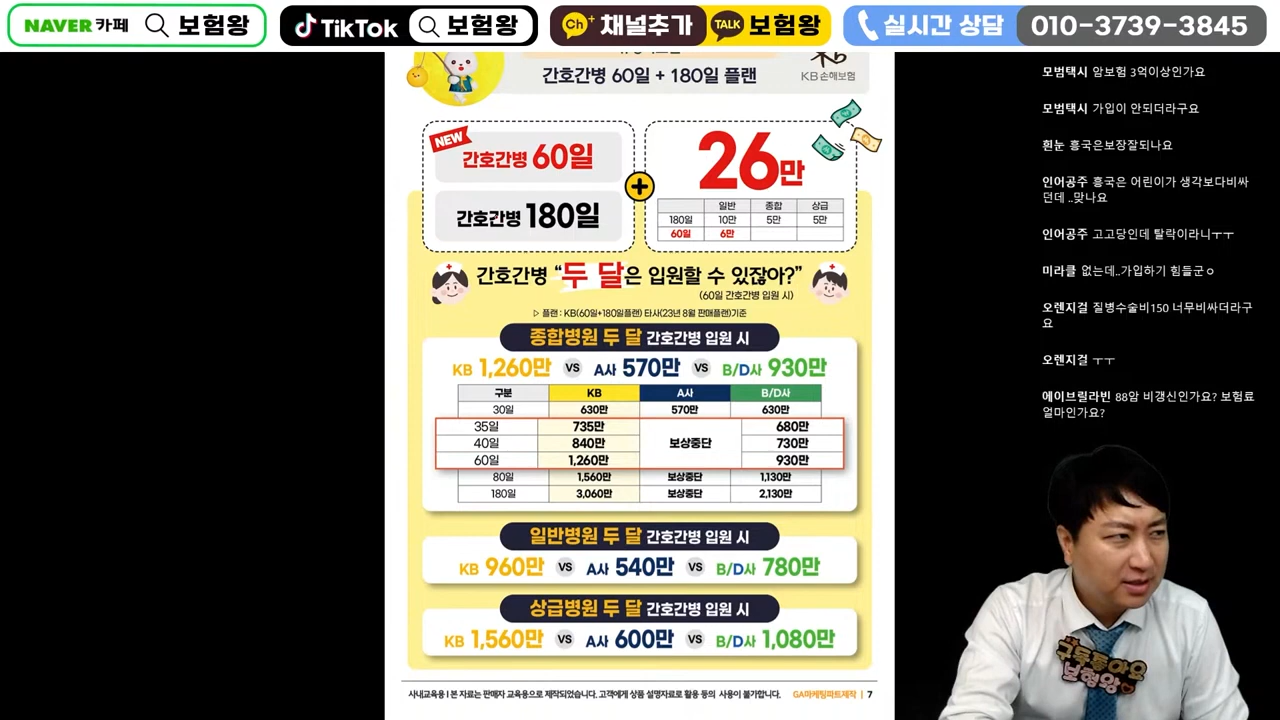 NAVER 카페 보험왕
TikTok 보험왕
Ch+ 채널추가 TALK 보험왕
실시간 상담 010-3739-3845
간호간병 60일 + 180일 플랜
KB손해보험
NEW
간호간병 60일
간호간병 180일
26만
일반 종합 상급
180일 10만 5만 5만
60일 6만
간호간병 “두 달은 입원할 수 있잖아?”
(60일 간호간병 입원 시)
▷ 플랜 : KB(60일+180일플랜) 타사(23년 8월 판매플랜)기준
종합병원 두 달 간호간병 입원 시
KB 1,260만 VS A사 570만 VS B/D사 930만
구분 KB A사 B/D사
30일 630만 570만 630만
35일 735만 680만
40일 840만 보상중단 730만
60일 1,260만 930만
80일 1,560만 보상중단 1,130만
180일 3,060만 보상중단 2,130만
일반병원 두 달 간호간병 입원 시
KB 960만 VS A사 540만 VS B/D사 780만
상급병원 두 달 간호간병 입원 시
KB 1,560만 VS A사 600만 VS B/D사 1,080만
사내교육용 I 본 자료는 판매자 교육용으로 제작되었습니다. 고객에게 상품 설명자료로 활용 등의 사용이 불가합니다.
GA마케팅파트제작 | 7
모범택시 암보험 3억이상인가요
모범택시 가입이 안되더라구요
흰눈 흥국은보장잘되나요
인어공주 흥국은 어린이가 생각보다비싸
던데 ..맞나요
인어공주 고고당인데 탈락이라니ㅜㅜ
미라클 없는데..가입하기 힘들군ㅇ
오렌지걸 질병수술비150 너무비싸더라구
요
오렌지걸 ㅜㅜ
에이브릴라빈 88암 비갱신인가요? 보험료
얼마인가요?
구독좋아요
보험왕